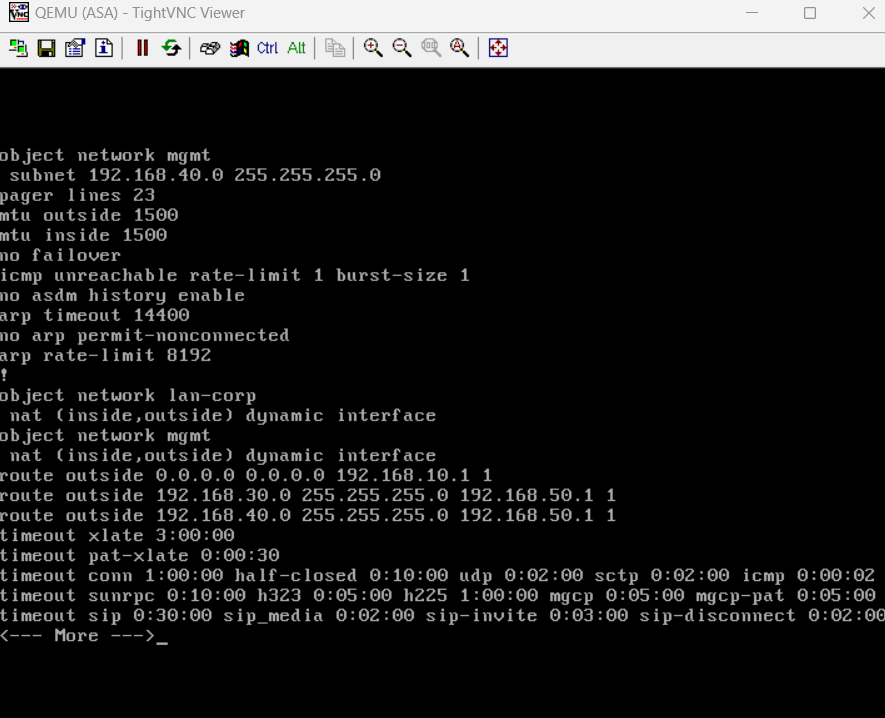 QEMU (ASA) - TightVNC Viewer
Ctrl Alt
object network mgmt
 subnet 192.168.40.0 255.255.255.0
pager lines 23
mtu outside 1500
mtu inside 1500
no failover
icmp unreachable rate-limit 1 burst-size 1
no asdm history enable
arp timeout 14400
no arp permit-nonconnected
arp rate-limit 8192
!
object network lan-corp
 nat (inside,outside) dynamic interface
object network mgmt
 nat (inside,outside) dynamic interface
route outside 0.0.0.0 0.0.0.0 192.168.10.1 1
route outside 192.168.30.0 255.255.255.0 192.168.50.1 1
route outside 192.168.40.0 255.255.255.0 192.168.50.1 1
timeout xlate 3:00:00
timeout pat-xlate 0:00:30
timeout conn 1:00:00 half-closed 0:10:00 udp 0:02:00 sctp 0:02:00 icmp 0:00:02
timeout sunrpc 0:10:00 h323 0:05:00 h225 1:00:00 mgcp 0:05:00 mgcp-pat 0:05:00
timeout sip 0:30:00 sip_media 0:02:00 sip-invite 0:03:00 sip-disconnect 0:02:00
<--- More --->_